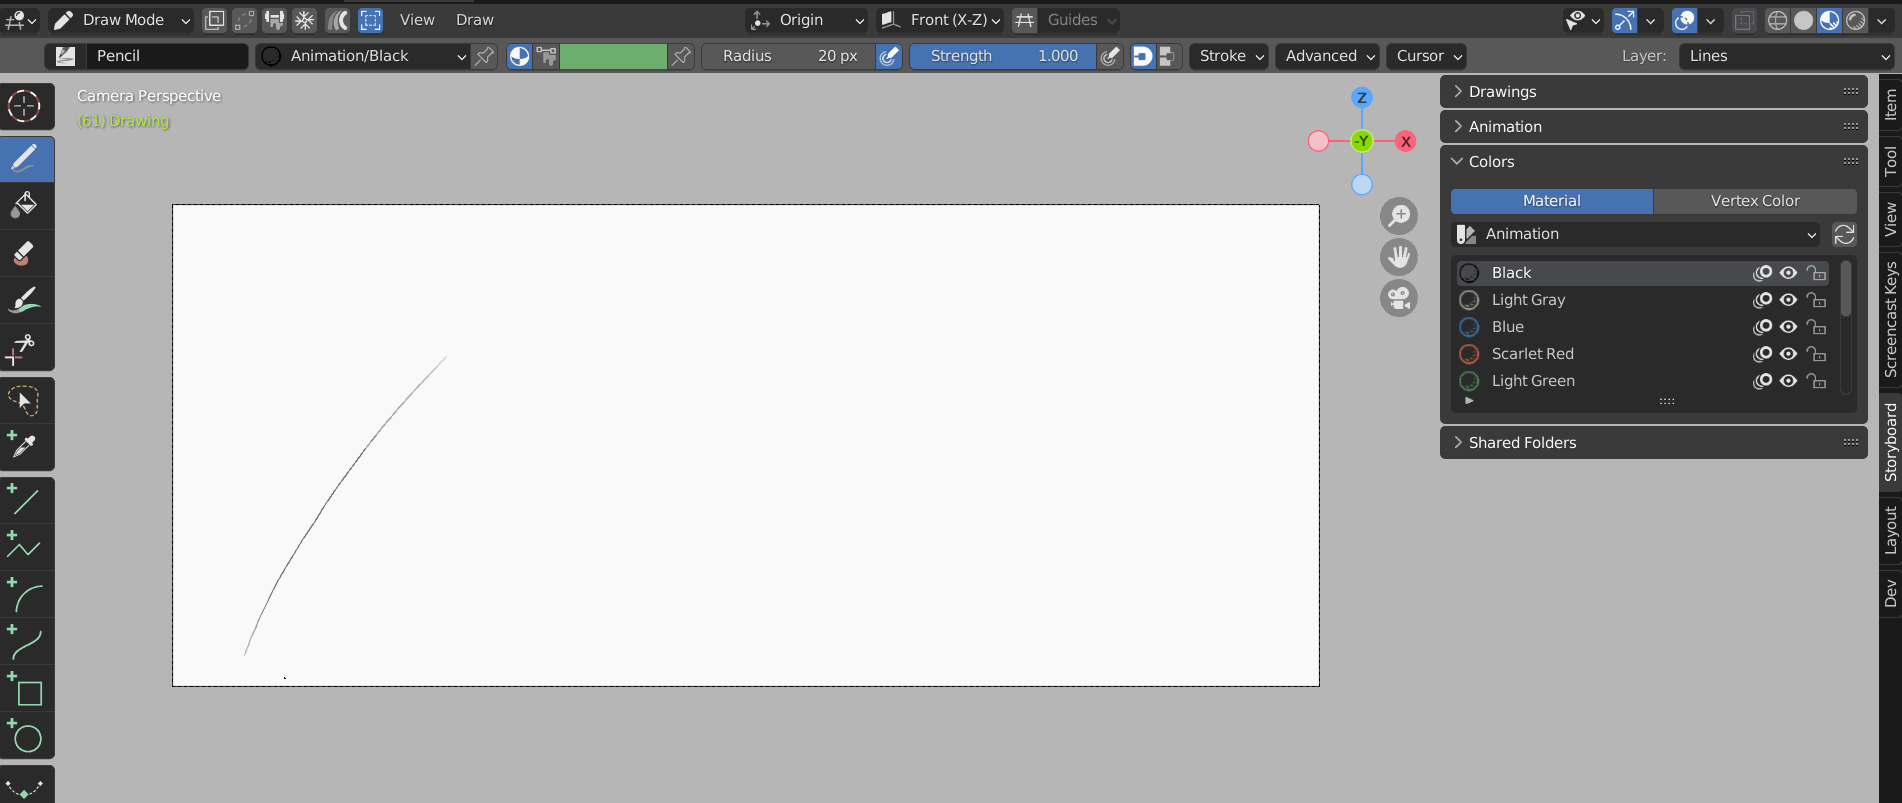 Draw Mode View Draw Origin Front (X-Z) Guides
Pencil Animation/Black Radius 20 px Strength 1.000 Stroke Advanced Cursor Layer: Lines
Camera Perspective
(61) Drawing
Z
-Y
X
Drawings
Animation
Colors
Material Vertex Color
Animation
Black
Light Gray
Blue
Scarlet Red
Light Green
Shared Folders
Item
Tool
View
Screencast Keys
Storyboard
Layout
Dev